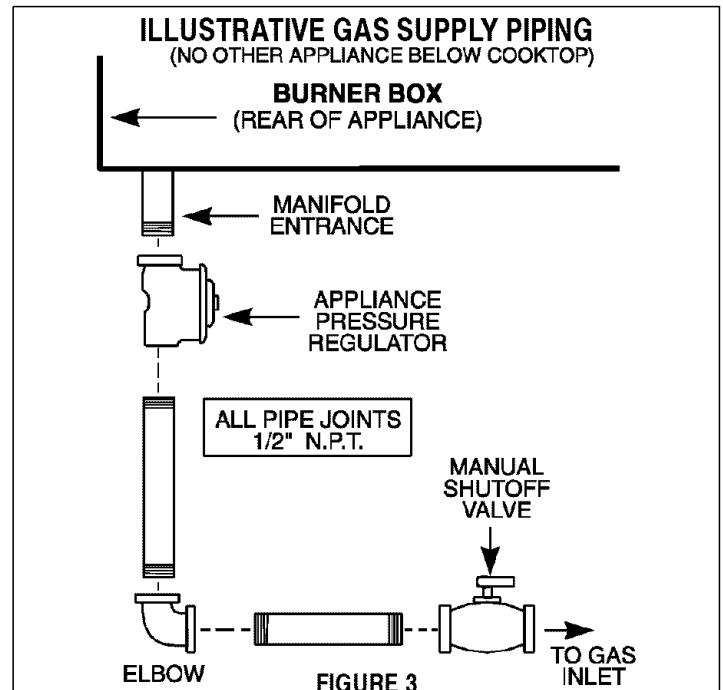 ILLUSTRATIVE GAS SUPPLY PIPING
(NO OTHER APPLIANCE BELOW COOKTOP)
BURNER BOX
(REAR OF APPLIANCE)
MANIFOLD
ENTRANCE
APPLIANCE
PRESSURE
REGULATOR
ALL PIPE JOINTS
1/2" N.P.T.
MANUAL
SHUTOFF
VALVE
ELBOW
TO GAS
INLET
FIGURE 3